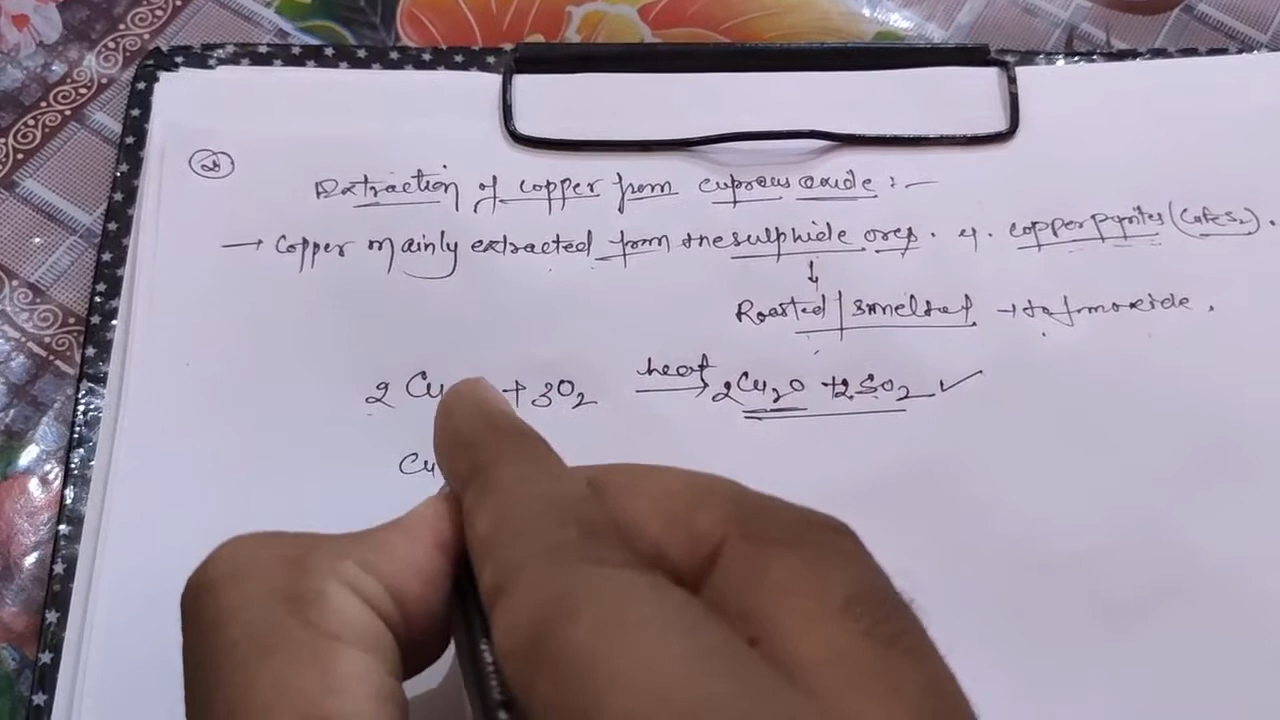 Extraction of copper from cuprous oxide :-
→ Copper mainly extracted from the sulphide ores. eg. copper pyrites (CuFeS₂).
↓
Roasted | smelted → to form oxide.
2 Cu + 3O₂ heat → 2Cu₂O + 2SO₂ ✓
Cu